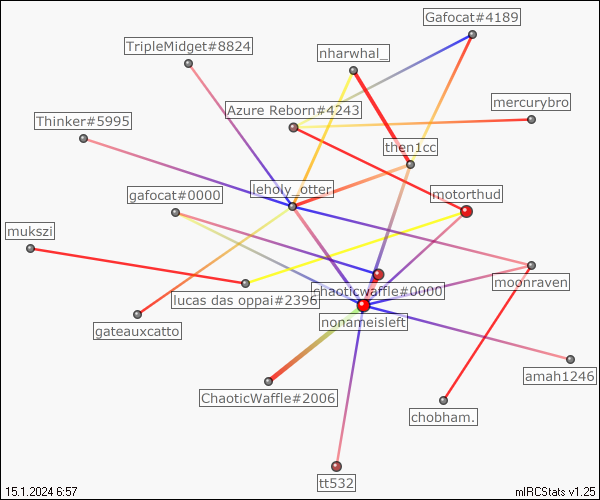 Gafocat#4189
TripleMidget#8824
nharwhal_
mercurybro
Azure Reborn#4243
Thinker#5995
then1cc
leholy_otter
motorthud
gafocat#0000
mukszi
moonraven
chaoticwaffle#0000
lucas das oppai#2396
nonameisleft
gateauxcatto
amah1246
ChaoticWaffle#2006
chobham.
tt532
15.1.2024 6:57
mIRCStats v1.25